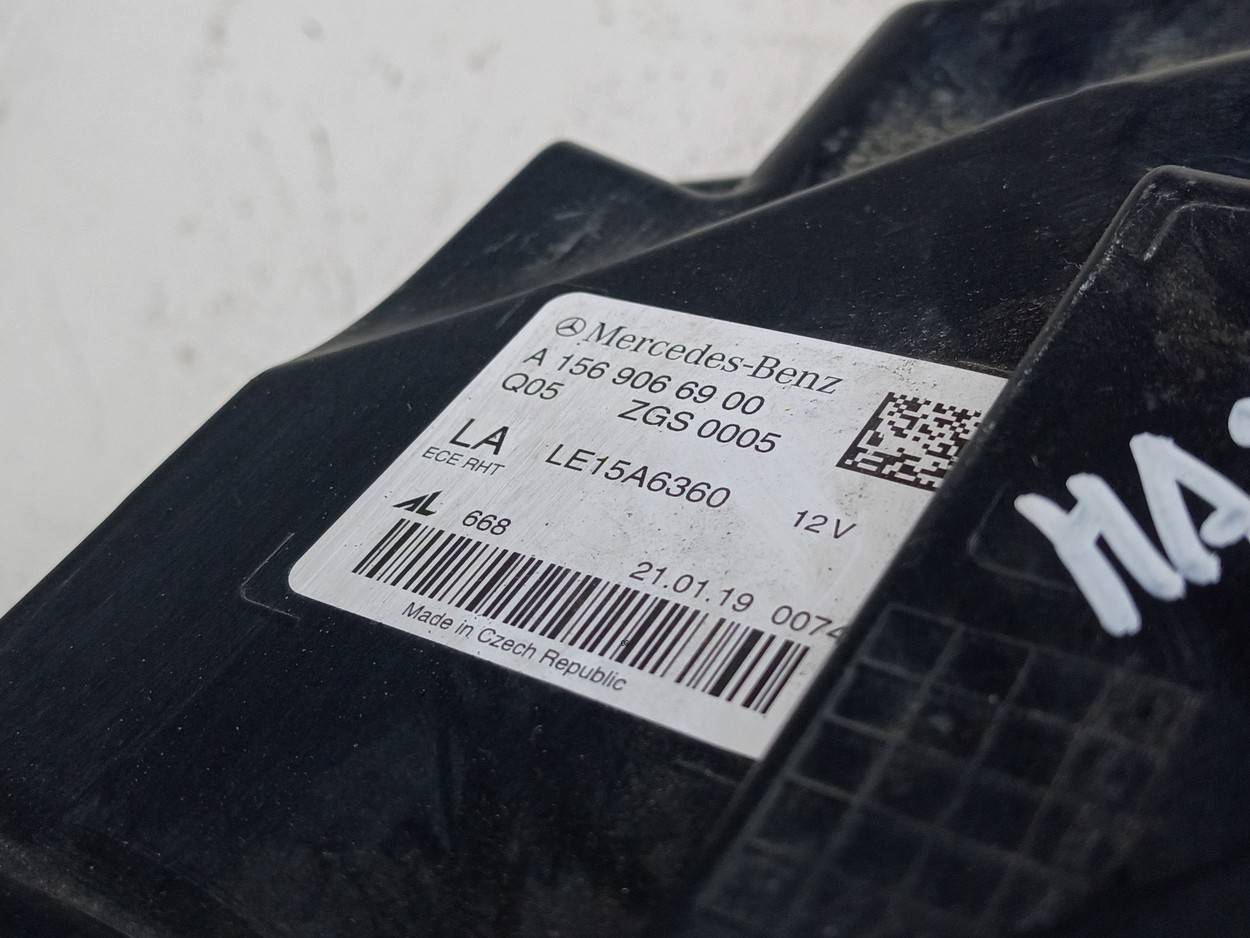 Mercedes-Benz
A 156 906 69 00
Q05 ZGS 0005
LA LE15A6360
ECE RHT
12V
AL 668
21.01.19 0074
Made in Czech Republic